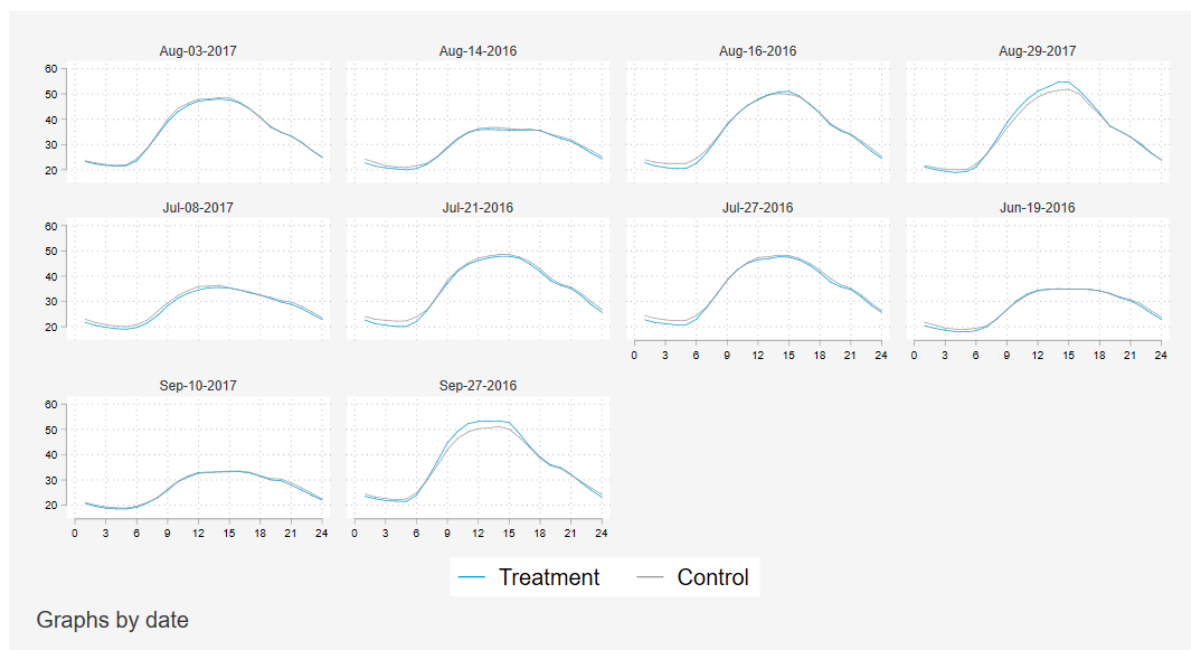 Aug-03-2017 Aug-14-2016 Aug-16-2016 Aug-29-2017
60
50
40
30
20
Jul-08-2017 Jul-21-2016 Jul-27-2016 Jun-19-2016
60
50
40
30
20
0 3 6 9 12 15 18 21 24 0 3 6 9 12 15 18 21 24
Sep-10-2017 Sep-27-2016
60
50
40
30
20
0 3 6 9 12 15 18 21 24 0 3 6 9 12 15 18 21 24
Treatment Control
Graphs by date